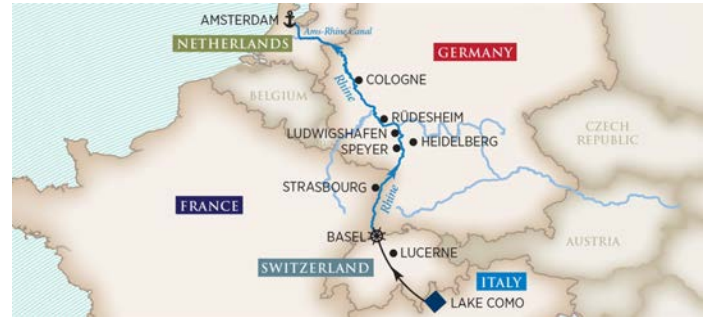 AMSTERDAM
Ams-Rhine Canal
NETHERLANDS
GERMANY
COLOGNE
Rhine
BELGIUM
RÜDESHEIM
LUDWIGSHAFEN
HEIDELBERG
SPEYER
CZECH
REPUBLIC
STRASBOURG
Rhine
FRANCE
BASEL
LUCERNE
AUSTRIA
SWITZERLAND
ITALY
LAKE COMO